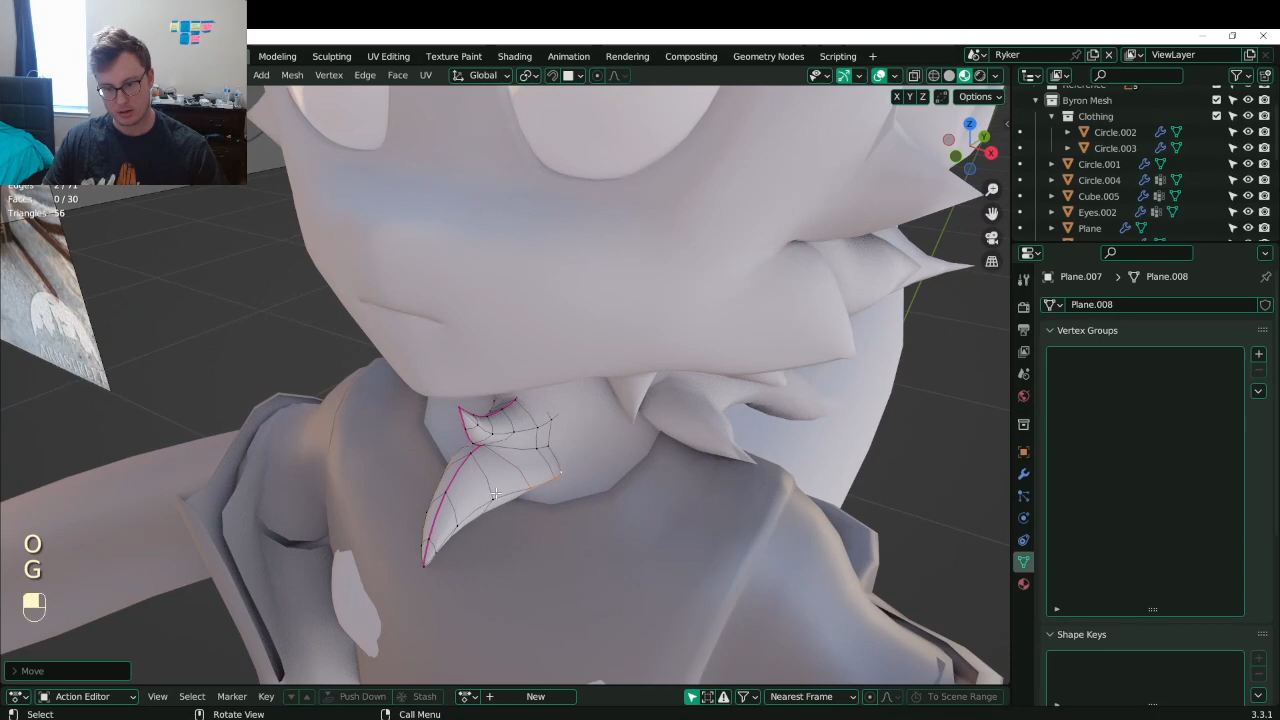 Modeling Sculpting UV Editing Texture Paint Shading Animation Rendering Compositing Geometry Nodes Scripting
Ryker
ViewLayer
Add Mesh Vertex Edge Face UV
Global
X Y Z
Options
Z
Y
X
Byron Mesh
Clothing
Circle.002
Circle.003
Circle.001
Circle.004
Cube.005
Eyes.002
Plane
Faces 0 / 30
Triangles 56
Plane.007 > Plane.008
Plane.008
Vertex Groups
Shape Keys
O
G
Move
Action Editor View Select Marker Key Push Down Stash New Nearest Frame To Scene Range
Select Rotate View Call Menu 3.3.1